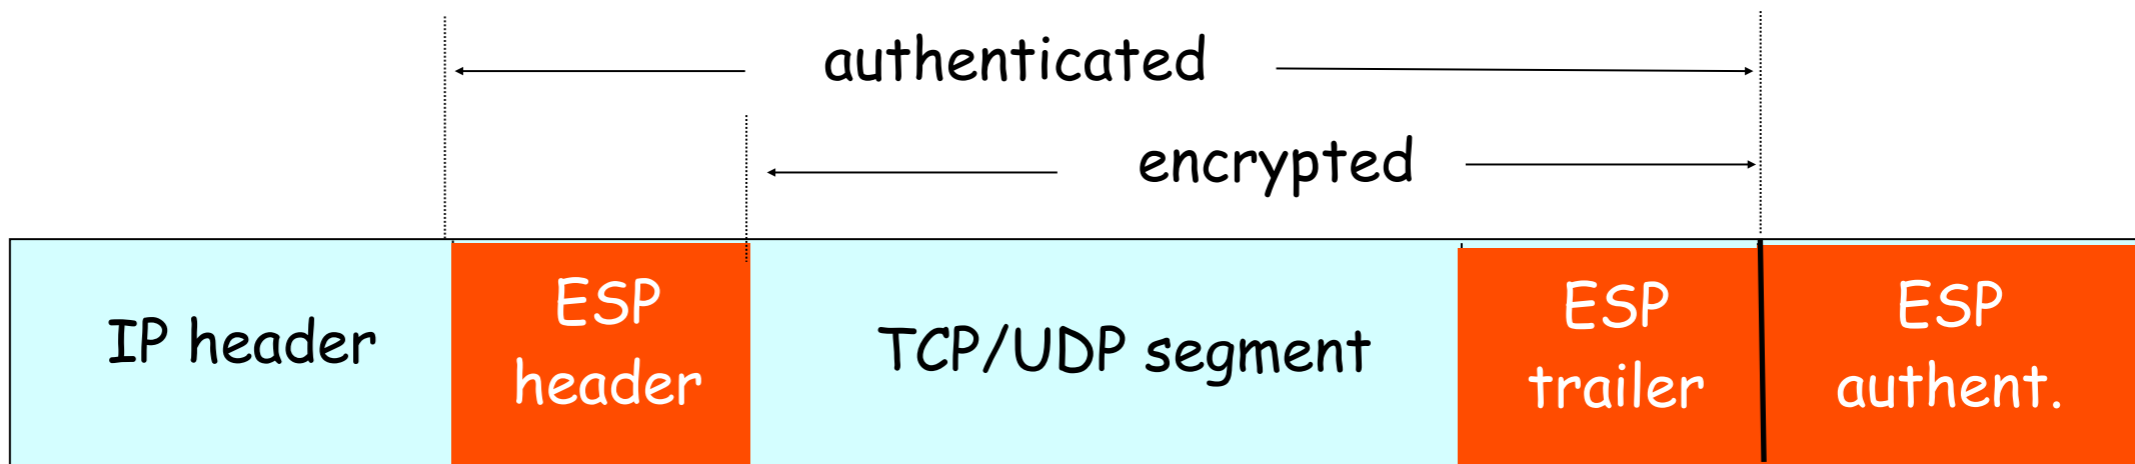 authenticated
encrypted
IP header
ESP
header
TCP/UDP segment
ESP
trailer
ESP
authent.